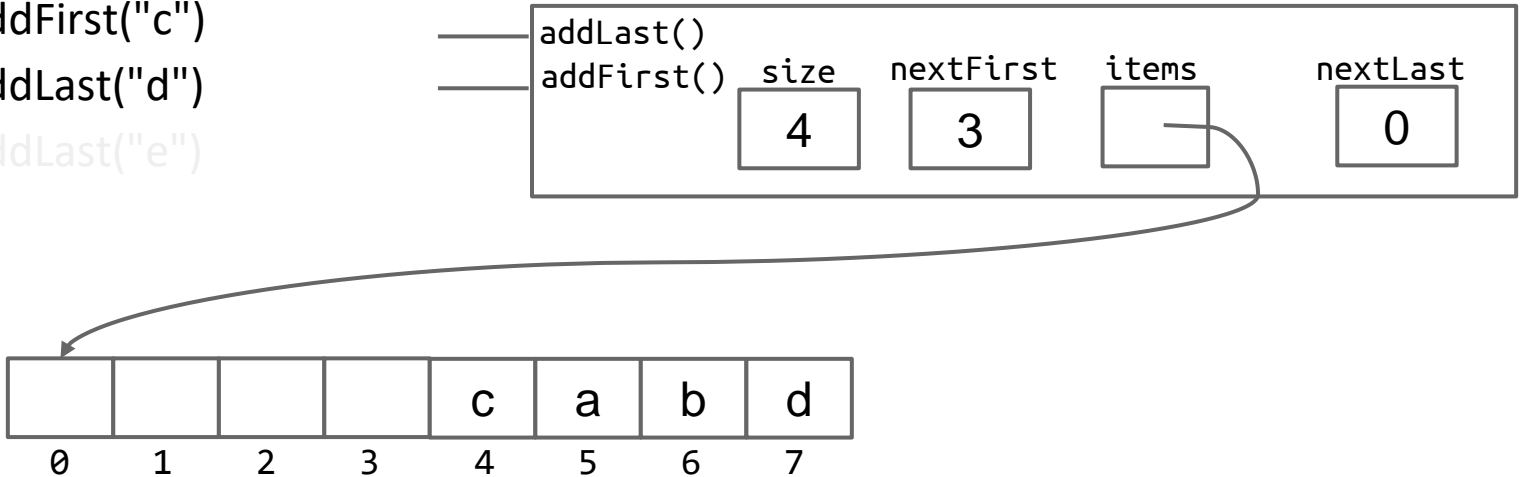 ddFirst("c")
ddLast("d")
ddLast("e")
addLast()
addFirst()
size nextFirst items nextLast
4 3 0
c a b d
0 1 2 3 4 5 6 7